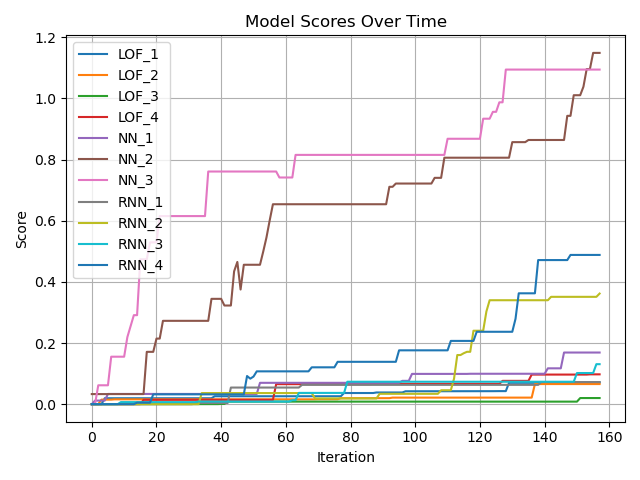 Model Scores Over Time
1.2
1.0
0.8
0.6
0.4
0.2
0.0
Score
LOF_1
LOF_2
LOF_3
LOF_4
NN_1
NN_2
NN_3
RNN_1
RNN_2
RNN_3
RNN_4
0 20 40 60 80 100 120 140 160
Iteration